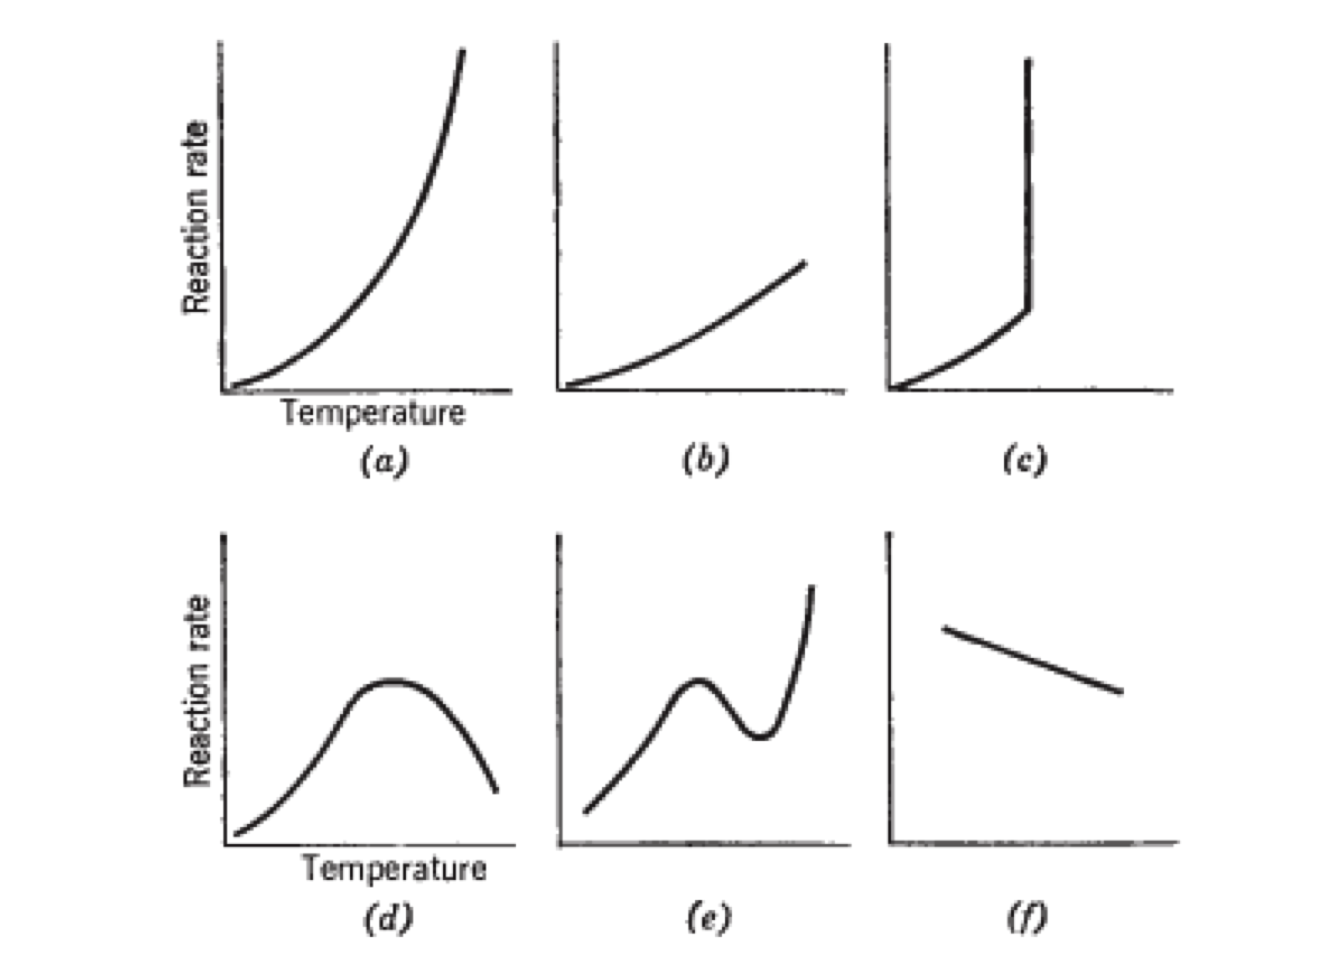 Reaction rate
Temperature
(a)
(b)
(c)
Reaction rate
Temperature
(d)
(e)
(f)